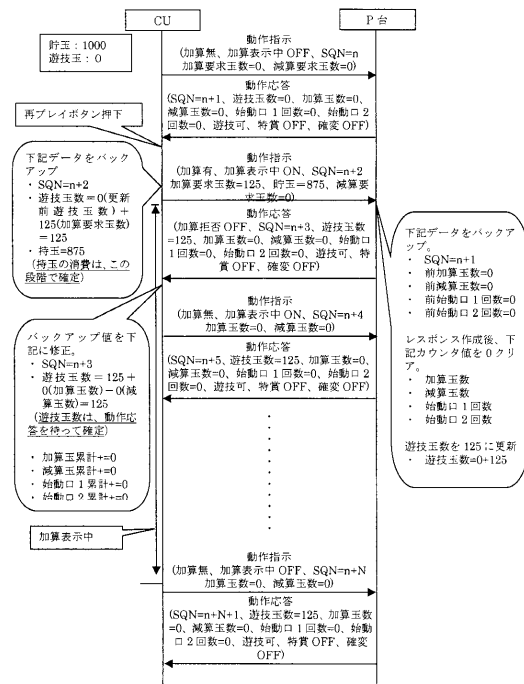 CU
P台
貯玉：1000
遊技玉：0
動作指示
(加算無、加算表示中 OFF、SQN=n
加算要求玉数=0、減算要求玉数=0)
動作応答
(SQN=n+1、遊技玉数=0、加算玉数=0、
減算玉数=0、始動口 1 回数=0、始動口 2
回数=0、遊技可、特賞 OFF、確変 OFF)
再プレイボタン押下
動作指示
(加算有、加算表示中 ON、SQN=n+2
加算要求玉数=125、貯玉=875、減算要
求玉数=0)
下記データをバック
アップ
・ SQN=n+2
・ 遊技玉数=0(更新
前遊技玉数)+
125(加算要求玉数)
=125
・ 持玉=875
(持玉の消費は、この
段階で確定)
動作応答
(加算拒否 OFF、SQN=n+3、遊技玉数
=125、加算玉数=0、減算玉数=0、始動口
1 回数=0、始動口 2 回数=0、遊技可、特
賞 OFF、確変 OFF)
下記データをバックア
ップ。
・ SQN=n+1
・ 前加算玉数=0
・ 前減算玉数=0
・ 前始動口 1 回数=0
・ 前始動口 2 回数=0
レスポンス作成後、下
記カウンタ値を 0 クリ
ア。
・ 加算玉数
・ 減算玉数
・ 始動口 1 回数
・ 始動口 2 回数
遊技玉数を 125 に更新
・ 遊技玉数=0+125
動作指示
(加算無、加算表示中 ON、SQN=n+4
加算玉数=0、減算玉数=0)
バックアップ値を下
記に修正。
・ SQN=n+3
・ 遊技玉数=125+
0(加算玉数)−0(減
算玉数)=125
(遊技玉数は、動作応
答を待って確定)
・ 加算玉累計+=0
・ 減算玉累計+=0
・ 始動口 1 累計+=0
・ 始動口 2 累計+=0
動作応答
(SQN=n+5、遊技玉数=125、加算玉数=0、
減算玉数=0、始動口 1 回数=0、始動口 2
回数=0、遊技可、特賞 OFF、確変 OFF)
加算表示中
動作指示
(加算無、加算表示中 OFF、SQN=n+N
加算玉数=0、減算玉数=0)
動作応答
(SQN=n+N+1、遊技玉数=125、加算玉数
=0、減算玉数=0、始動口 1 回数=0、始動
口 2 回数=0、遊技可、特賞 OFF、確変
OFF)